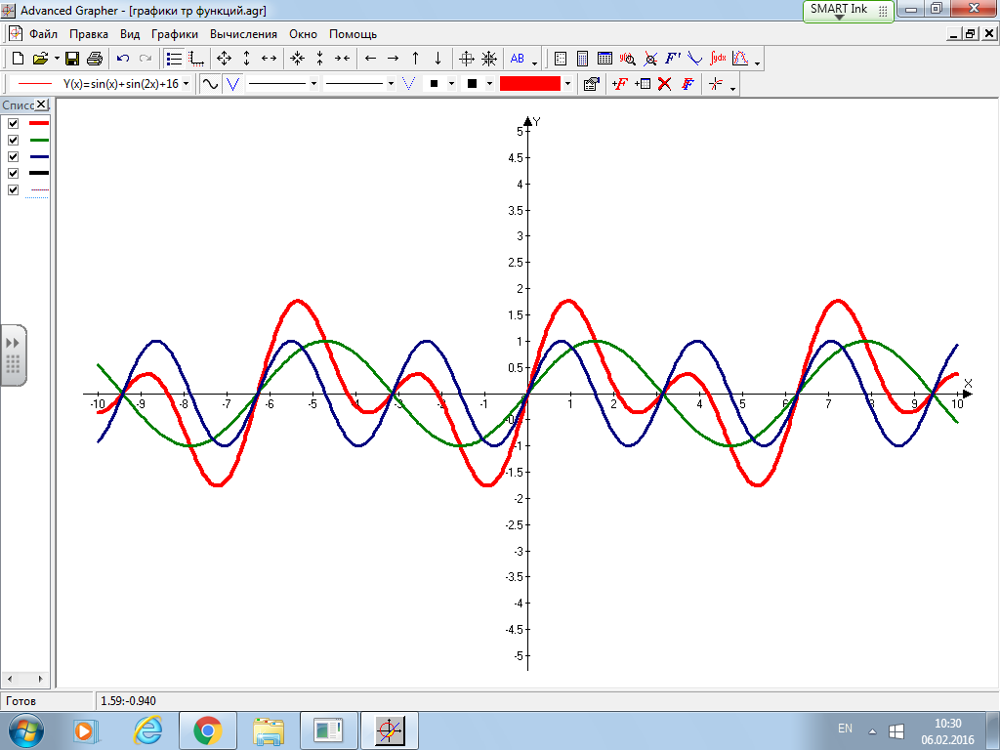 Advanced Grapher - [графики тр функций.agr]
SMART Ink
Файл Правка Вид Графики Вычисления Окно Помощь
AB
F'
∫ydx
Y(x)=sin(x)+sin(2x)+16
+F
F
Списс
Y
5
4.5
4
3.5
3
2.5
2
1.5
1
0.5
X
-10 -9 -8 -7 -6 -5 -4 -3 -2 -1 1 2 3 4 5 6 7 8 9 10
-0.5
-1
-1.5
-2
-2.5
-3
-3.5
-4
-4.5
-5
Готов
1.59:-0.940
EN
10:30
06.02.2016